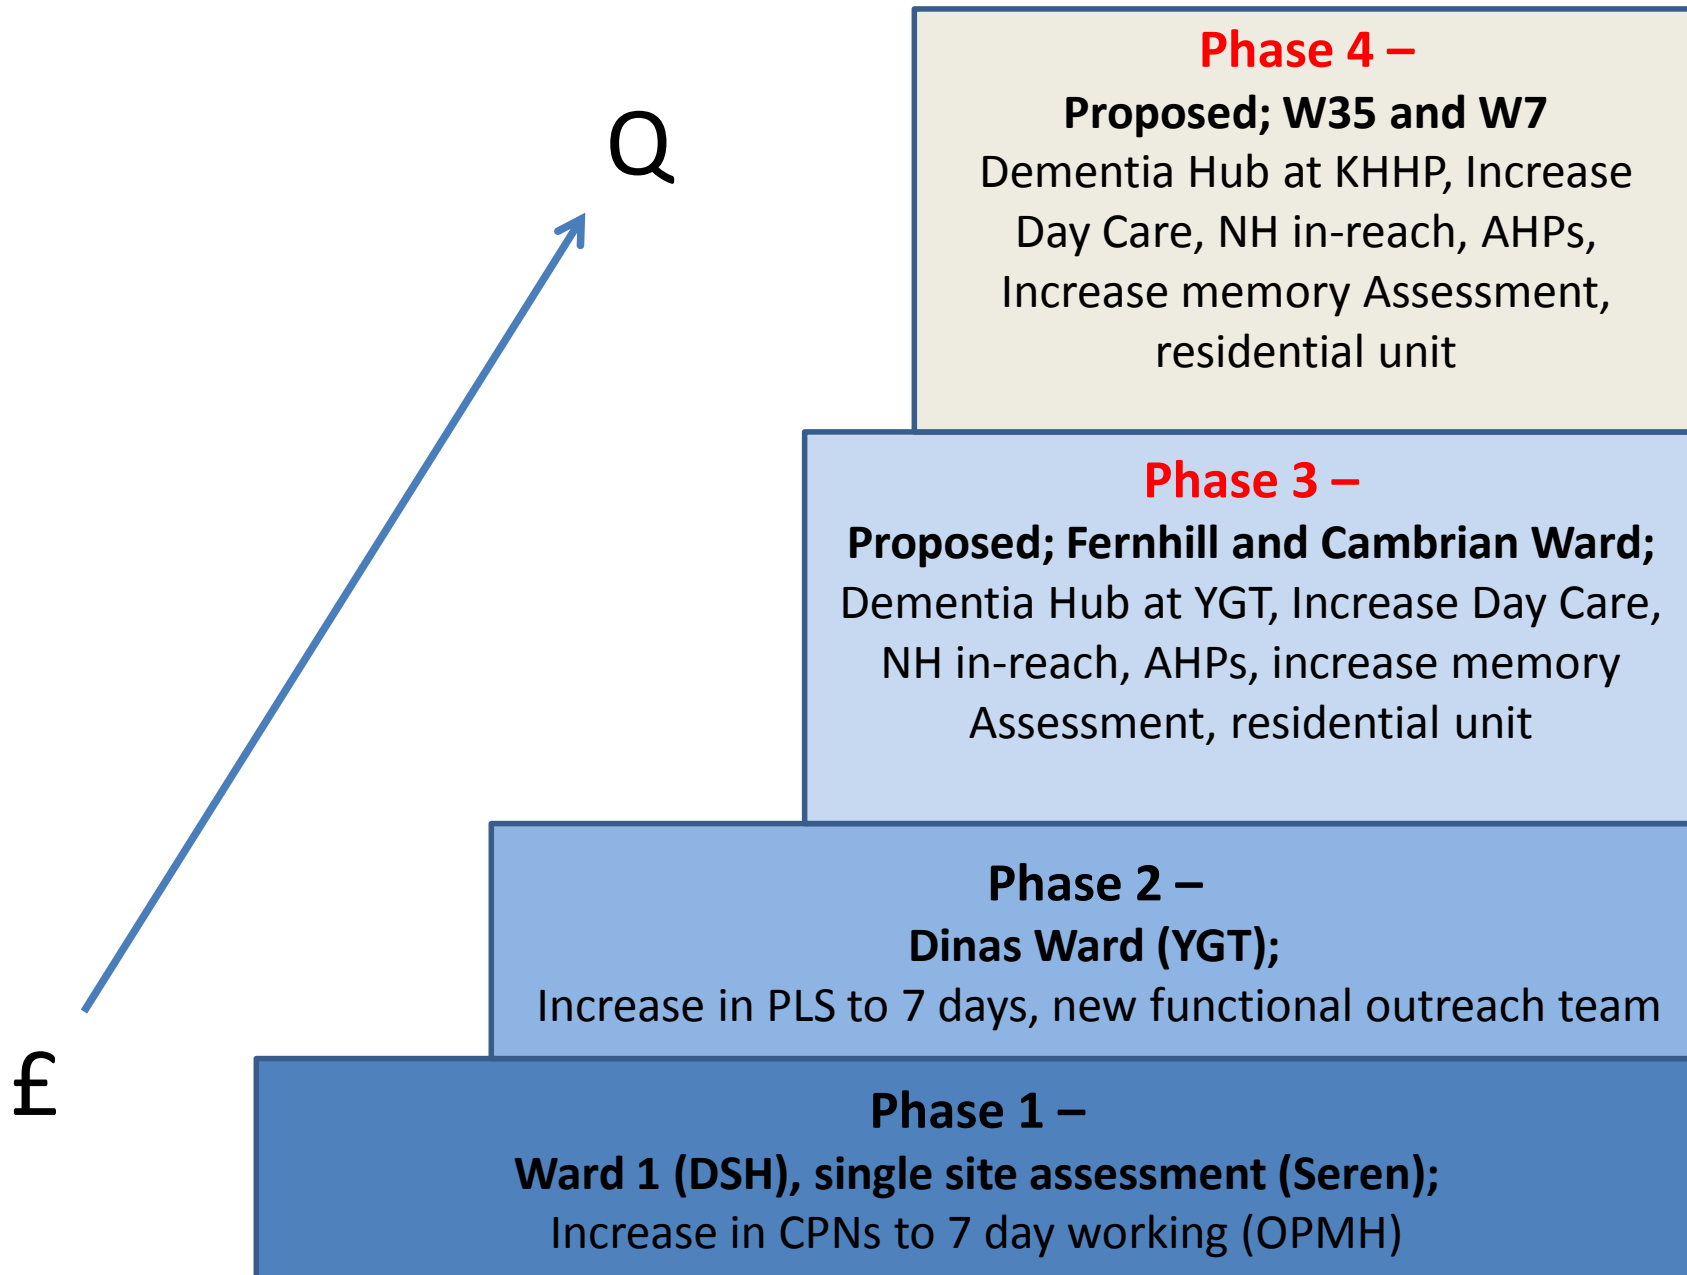 Q
£
Phase 4 –
Proposed; W35 and W7
Dementia Hub at KHHP, Increase
Day Care, NH in-reach, AHPs,
Increase memory Assessment,
residential unit
Phase 3 –
Proposed; Fernhill and Cambrian Ward;
Dementia Hub at YGT, Increase Day Care,
NH in-reach, AHPs, increase memory
Assessment, residential unit
Phase 2 –
Dinas Ward (YGT);
Increase in PLS to 7 days, new functional outreach team
Phase 1 –
Ward 1 (DSH), single site assessment (Seren);
Increase in CPNs to 7 day working (OPMH)